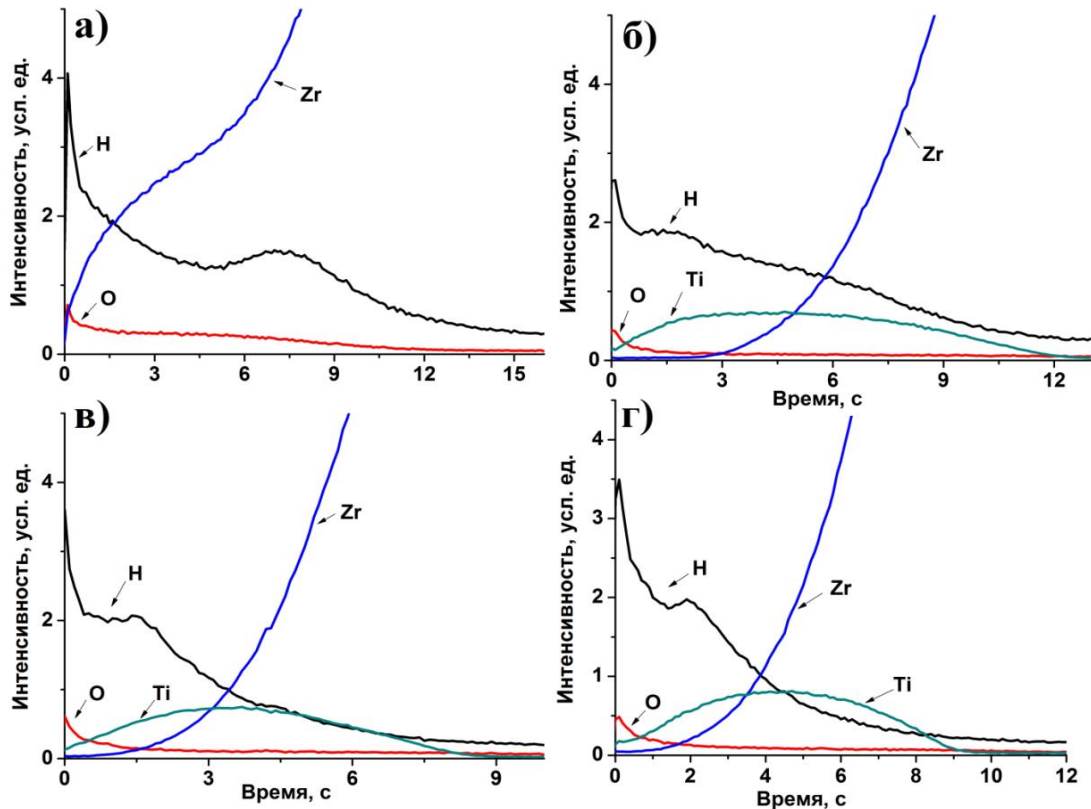 а)
Интенсивность, усл. ед.
4
2
0
H
O
Zr
0 3 6 9 12 15
б)
Интенсивность, усл. ед.
4
2
0
H
O
Ti
Zr
0 3 6 9 12
Время, с
в)
Интенсивность, усл. ед.
4
2
0
H
O
Ti
Zr
0 3 6 9
Время, с
г)
Интенсивность, усл. ед.
4
3
2
1
0
H
O
Zr
Ti
0 2 4 6 8 10 12
Время, с